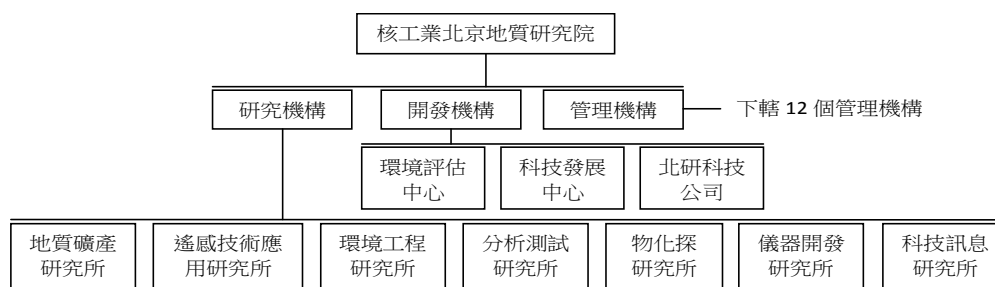 核工業北京地質研究院
研究機構
開發機構
管理機構
下轄 12 個管理機構
環境評估
中心
科技發展
中心
北研科技
公司
地質礦產
研究所
遙感技術應
用研究所
環境工程
研究所
分析測試
研究所
物化探
研究所
儀器開發
研究所
科技訊息
研究所